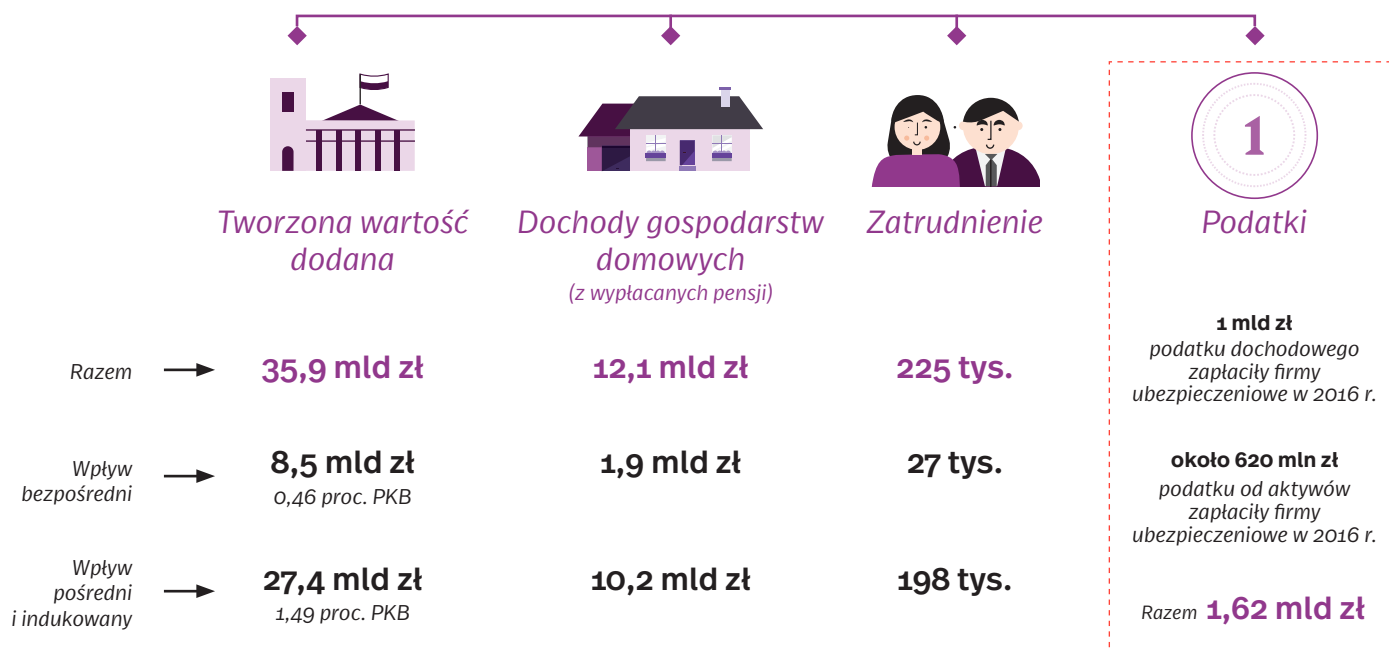 1
Tworzona wartość
dodana
Dochody gospodarstw
domowych
(z wypłacanych pensji)
Zatrudnienie
Podatki
Razem
35,9 mld zł
12,1 mld zł
225 tys.
Wpływ
bezpośredni
8,5 mld zł
0,46 proc. PKB
1,9 mld zł
27 tys.
Wpływ
pośredni
i indukowany
27,4 mld zł
1,49 proc. PKB
10,2 mld zł
198 tys.
1 mld zł
podatku dochodowego
zapłaciły firmy
ubezpieczeniowe w 2016 r.
około 620 mln zł
podatku od aktywów
zapłaciły firmy
ubezpieczeniowe w 2016 r.
Razem 1,62 mld zł